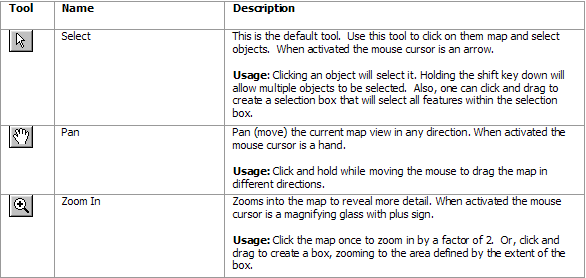 Tool Name Description
Select This is the default tool. Use this tool to click on them map and select
objects. When activated the mouse cursor is an arrow.
Usage: Clicking an object will select it. Holding the shift key down will
allow multiple objects to be selected. Also, one can click and drag to
create a selection box that will select all features within the selection
box.
Pan Pan (move) the current map view in any direction. When activated the
mouse cursor is a hand.
Usage: Click and hold while moving the mouse to drag the map in
different directions.
Zoom In Zooms into the map to reveal more detail. When activated the mouse
cursor is a magnifying glass with plus sign.
Usage: Click the map once to zoom in by a factor of 2. Or, click and
drag to create a box, zooming to the area defined by the extent of the
box.